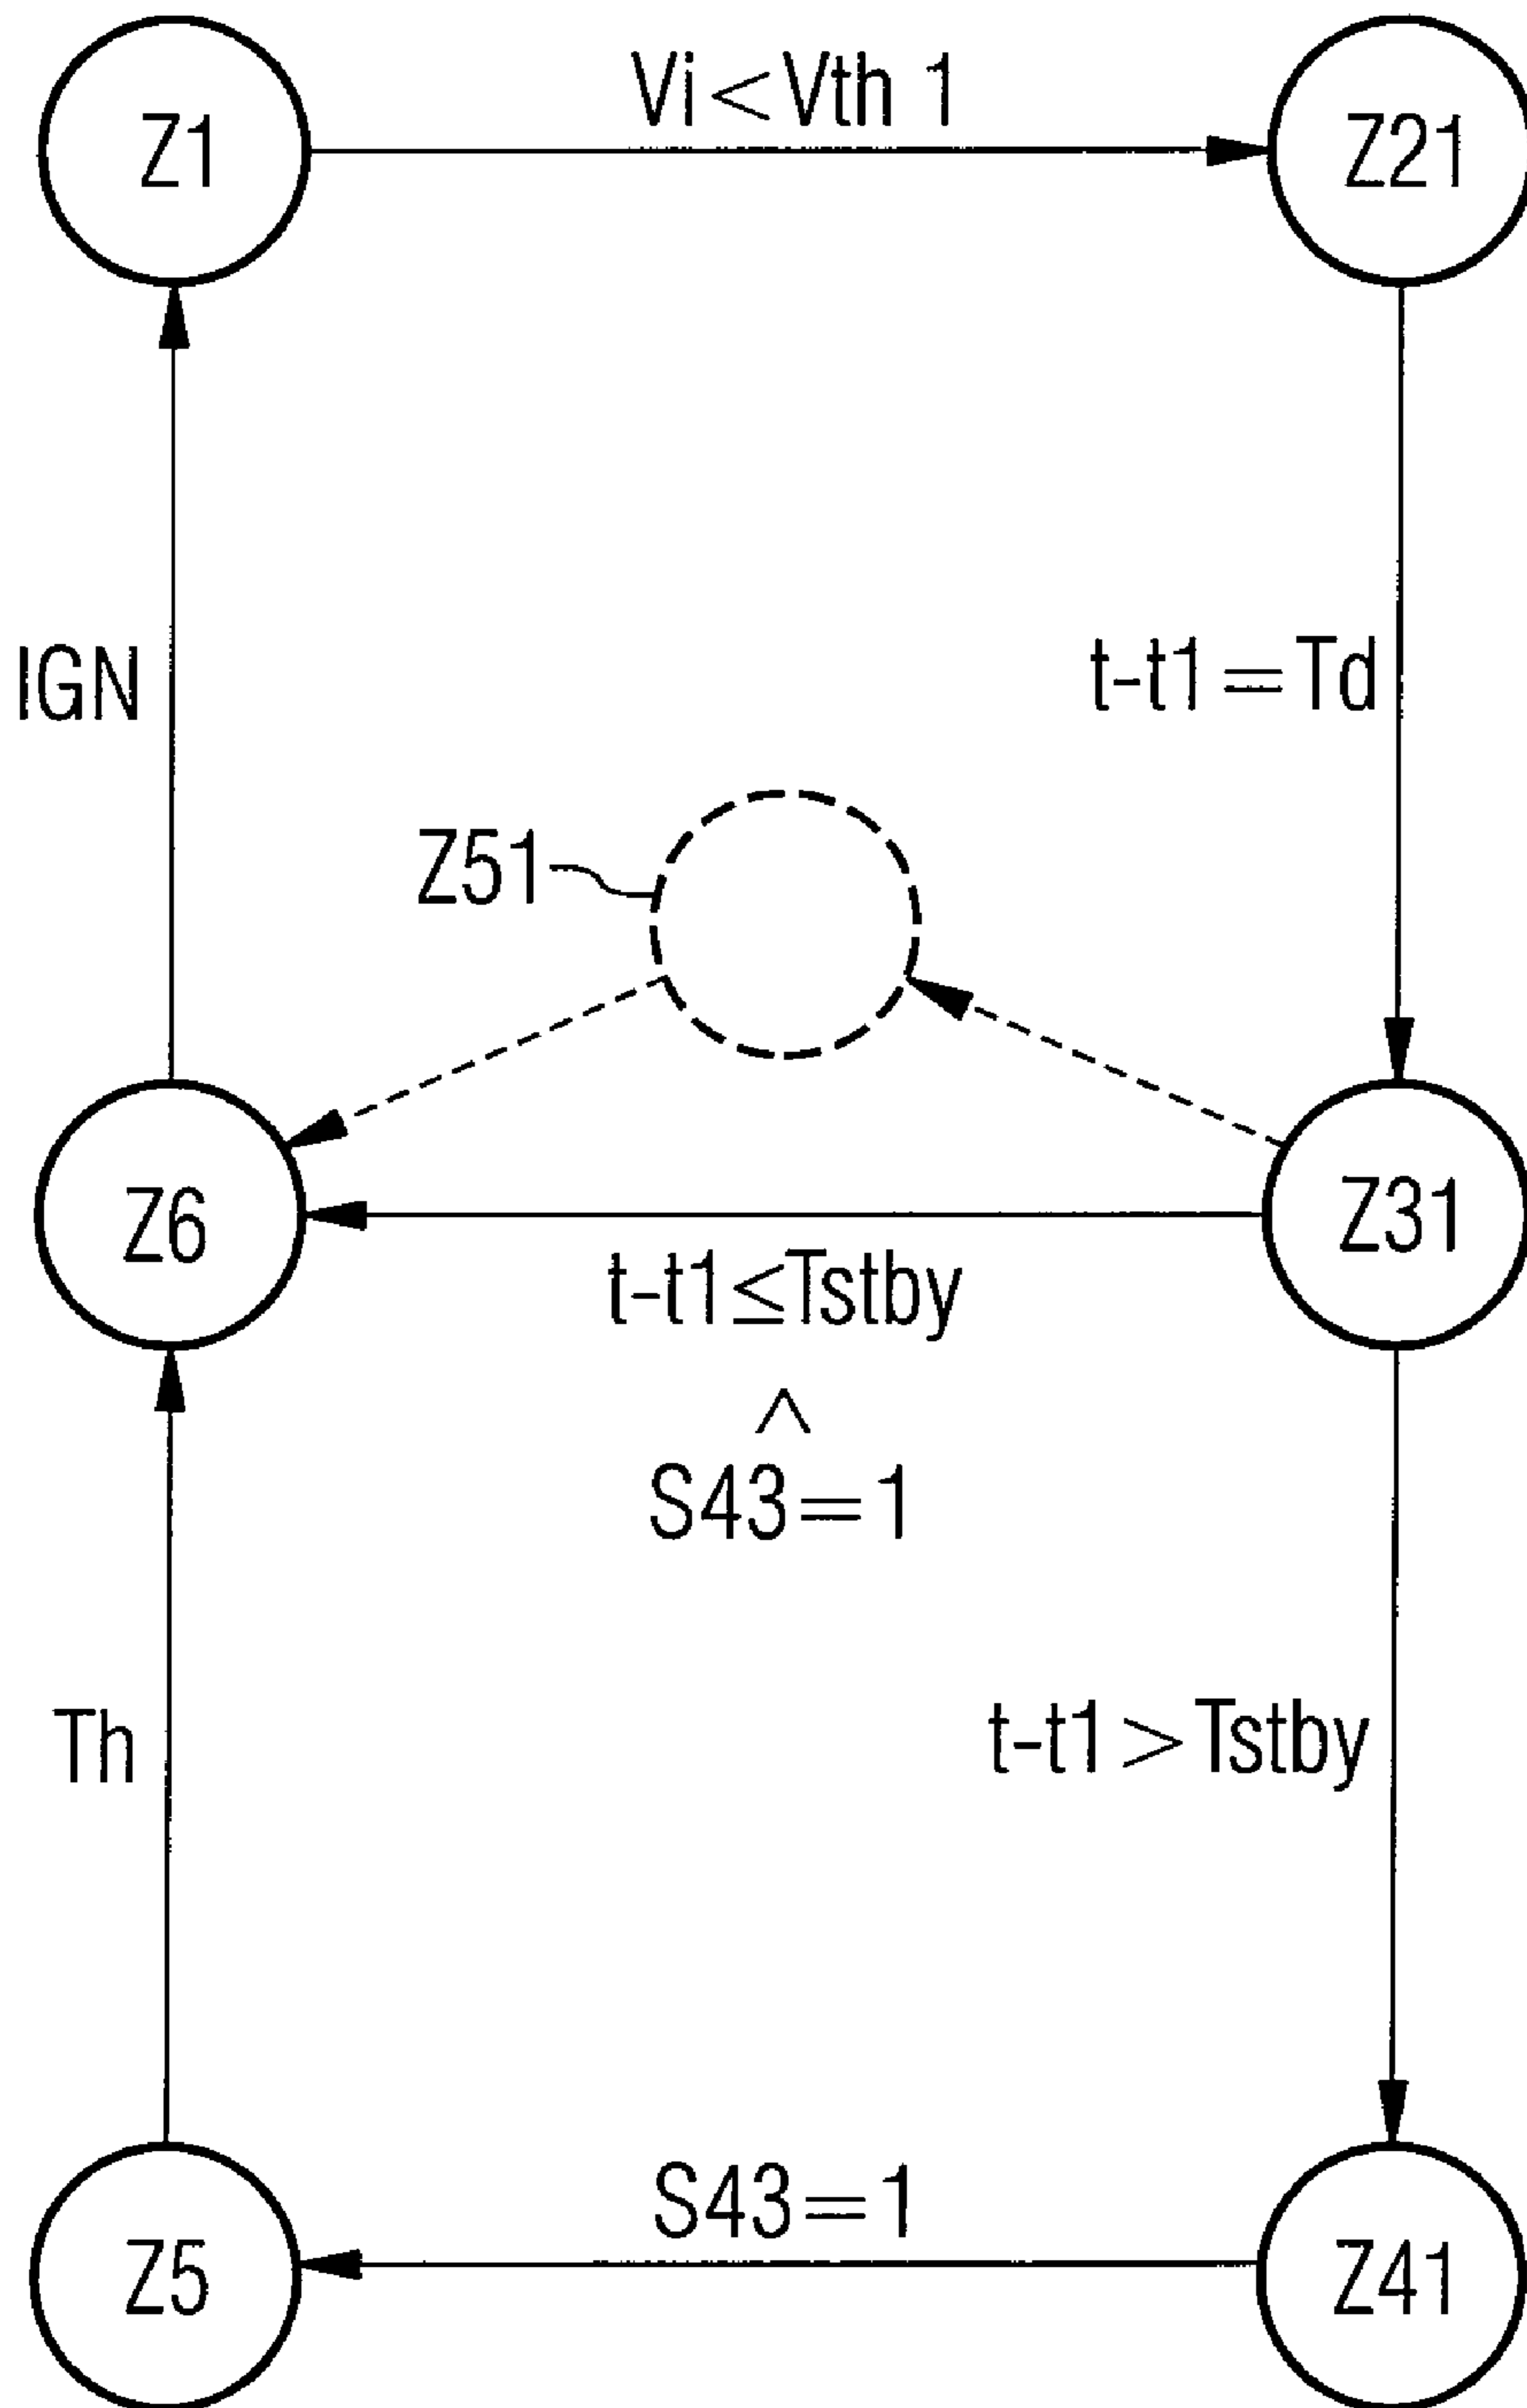 Vi<Vth 1
Z1
Z21
IGN
t-t1=Td
Z51
Z6
Z31
t-t1≤Tstby
∧
S43=1
Th
t-t1>Tstby
S43=1
Z5
Z41